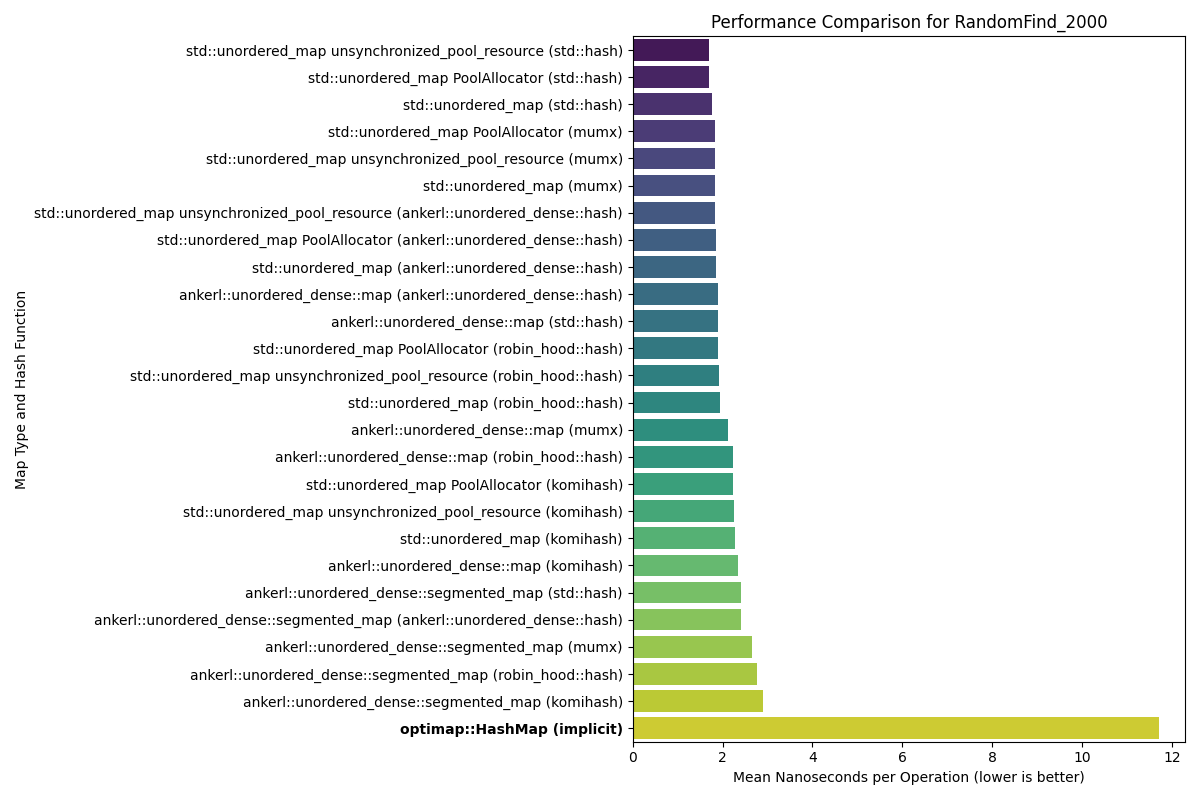 Performance Comparison for RandomFind_2000
std::unordered_map unsynchronized_pool_resource (std::hash)
std::unordered_map PoolAllocator (std::hash)
std::unordered_map (std::hash)
std::unordered_map PoolAllocator (mumx)
std::unordered_map unsynchronized_pool_resource (mumx)
std::unordered_map (mumx)
std::unordered_map unsynchronized_pool_resource (ankerl::unordered_dense::hash)
std::unordered_map PoolAllocator (ankerl::unordered_dense::hash)
std::unordered_map (ankerl::unordered_dense::hash)
ankerl::unordered_dense::map (ankerl::unordered_dense::hash)
ankerl::unordered_dense::map (std::hash)
std::unordered_map PoolAllocator (robin_hood::hash)
std::unordered_map unsynchronized_pool_resource (robin_hood::hash)
std::unordered_map (robin_hood::hash)
ankerl::unordered_dense::map (mumx)
ankerl::unordered_dense::map (robin_hood::hash)
std::unordered_map PoolAllocator (komihash)
std::unordered_map unsynchronized_pool_resource (komihash)
std::unordered_map (komihash)
ankerl::unordered_dense::map (komihash)
ankerl::unordered_dense::segmented_map (std::hash)
ankerl::unordered_dense::segmented_map (ankerl::unordered_dense::hash)
ankerl::unordered_dense::segmented_map (mumx)
ankerl::unordered_dense::segmented_map (robin_hood::hash)
ankerl::unordered_dense::segmented_map (komihash)
optimap::HashMap (implicit)
Map Type and Hash Function
0 2 4 6 8 10 12
Mean Nanoseconds per Operation (lower is better)